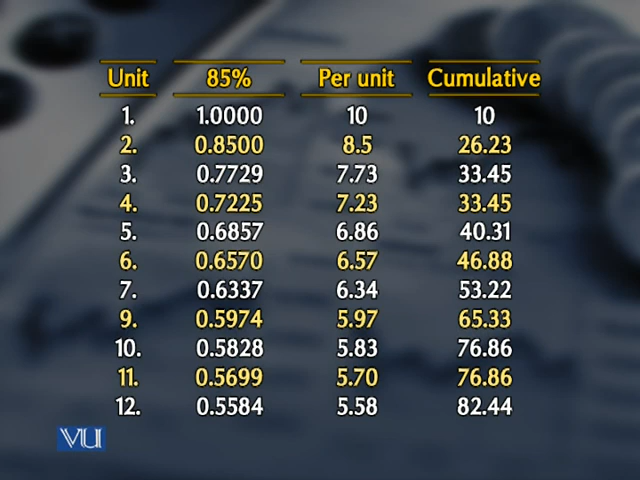 Unit 85% Per unit Cumulative
1. 1.0000 10 10
2. 0.8500 8.5 26.23
3. 0.7729 7.73 33.45
4. 0.7225 7.23 33.45
5. 0.6857 6.86 40.31
6. 0.6570 6.57 46.88
7. 0.6337 6.34 53.22
9. 0.5974 5.97 65.33
10. 0.5828 5.83 76.86
11. 0.5699 5.70 76.86
12. 0.5584 5.58 82.44
VU